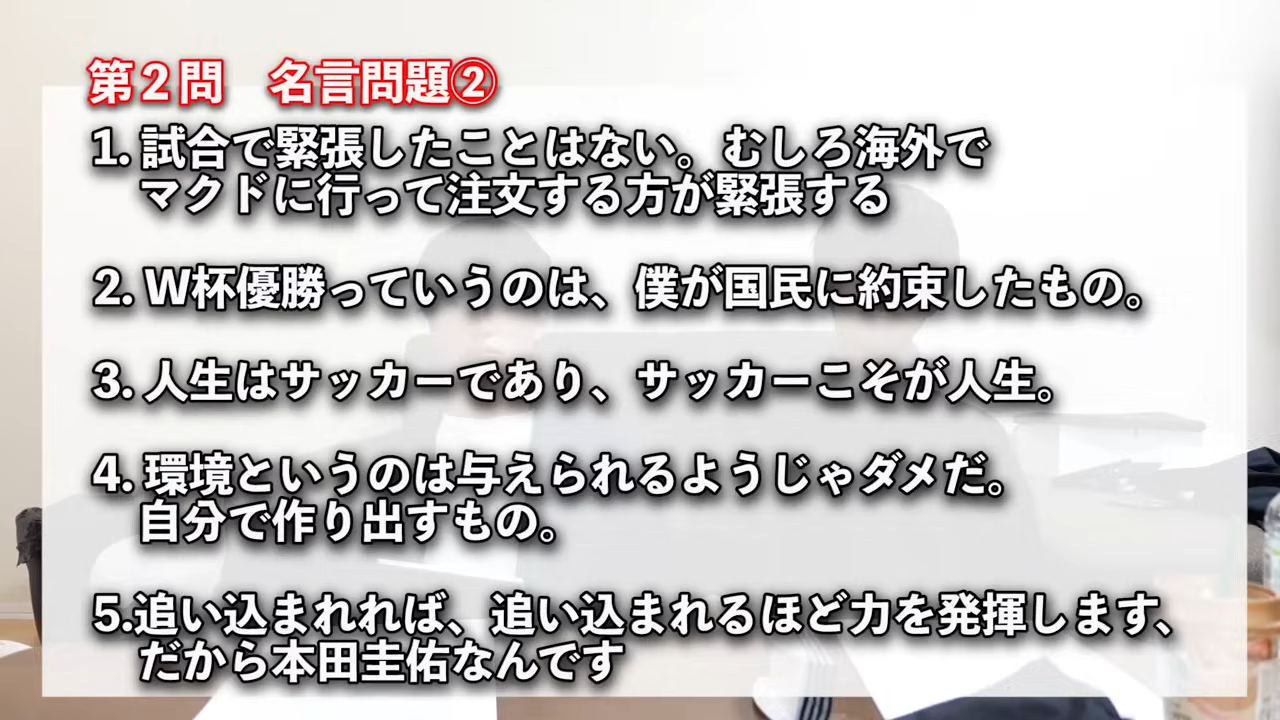 第2問　名言問題②
1. 試合で緊張したことはない。むしろ海外で
マクドに行って注文する方が緊張する
2. W杯優勝っていうのは、僕が国民に約束したもの。
3. 人生はサッカーであり、サッカーこそが人生。
4. 環境というのは与えられるようじゃダメだ。
自分で作り出すもの。
5.追い込まれれば、追い込まれるほど力を発揮します、
だから本田圭佑なんです